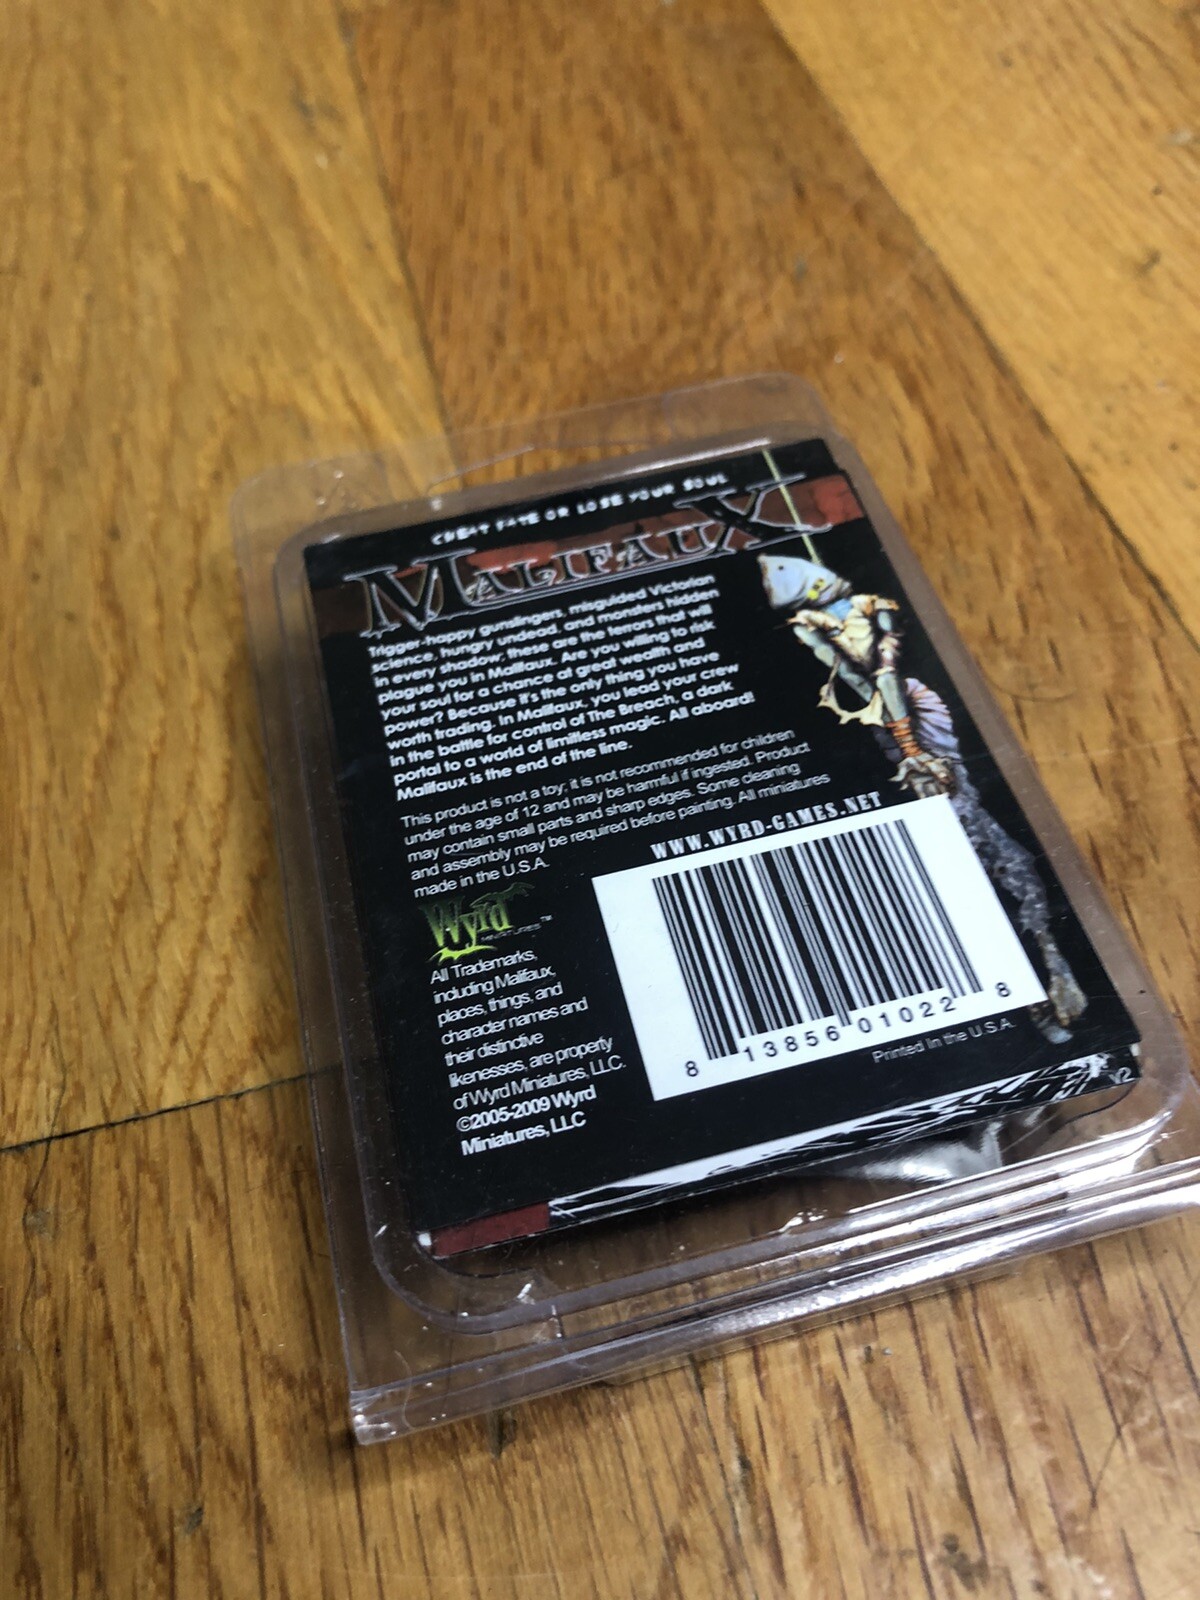 CHEAT FATE OR LOSE YOUR SOUL
MALIFAUX
Trigger-happy gunslingers, misguided Victorian
science, hungry undead, and monsters hidden
in every shadow; these are the terrors that will
plague you in Malifaux. Are you willing to risk
your soul for a chance at great wealth and
power? Because it's the only thing you have
worth trading. In Malifaux, you lead your crew
in the battle for control of The Breach, a dark
portal to a world of limitless magic. All aboard!
Malifaux is the end of the line.
This product is not a toy; it is not recommended for children
under the age of 12 and may be harmful if ingested. Product
may contain small parts and sharp edges. Some cleaning
and assembly may be required before painting. All miniatures
made in the U.S.A.
WWW.WYRD-GAMES.NET
Wyrd
MINIATURES™
All Trademarks,
including Malifaux,
places, things, and
character names and
their distinctive
likenesses, are property
of Wyrd Miniatures, LLC.
©2005-2009 Wyrd
Miniatures, LLC
8 13856 01022 8
Printed in the U.S.A.
V2